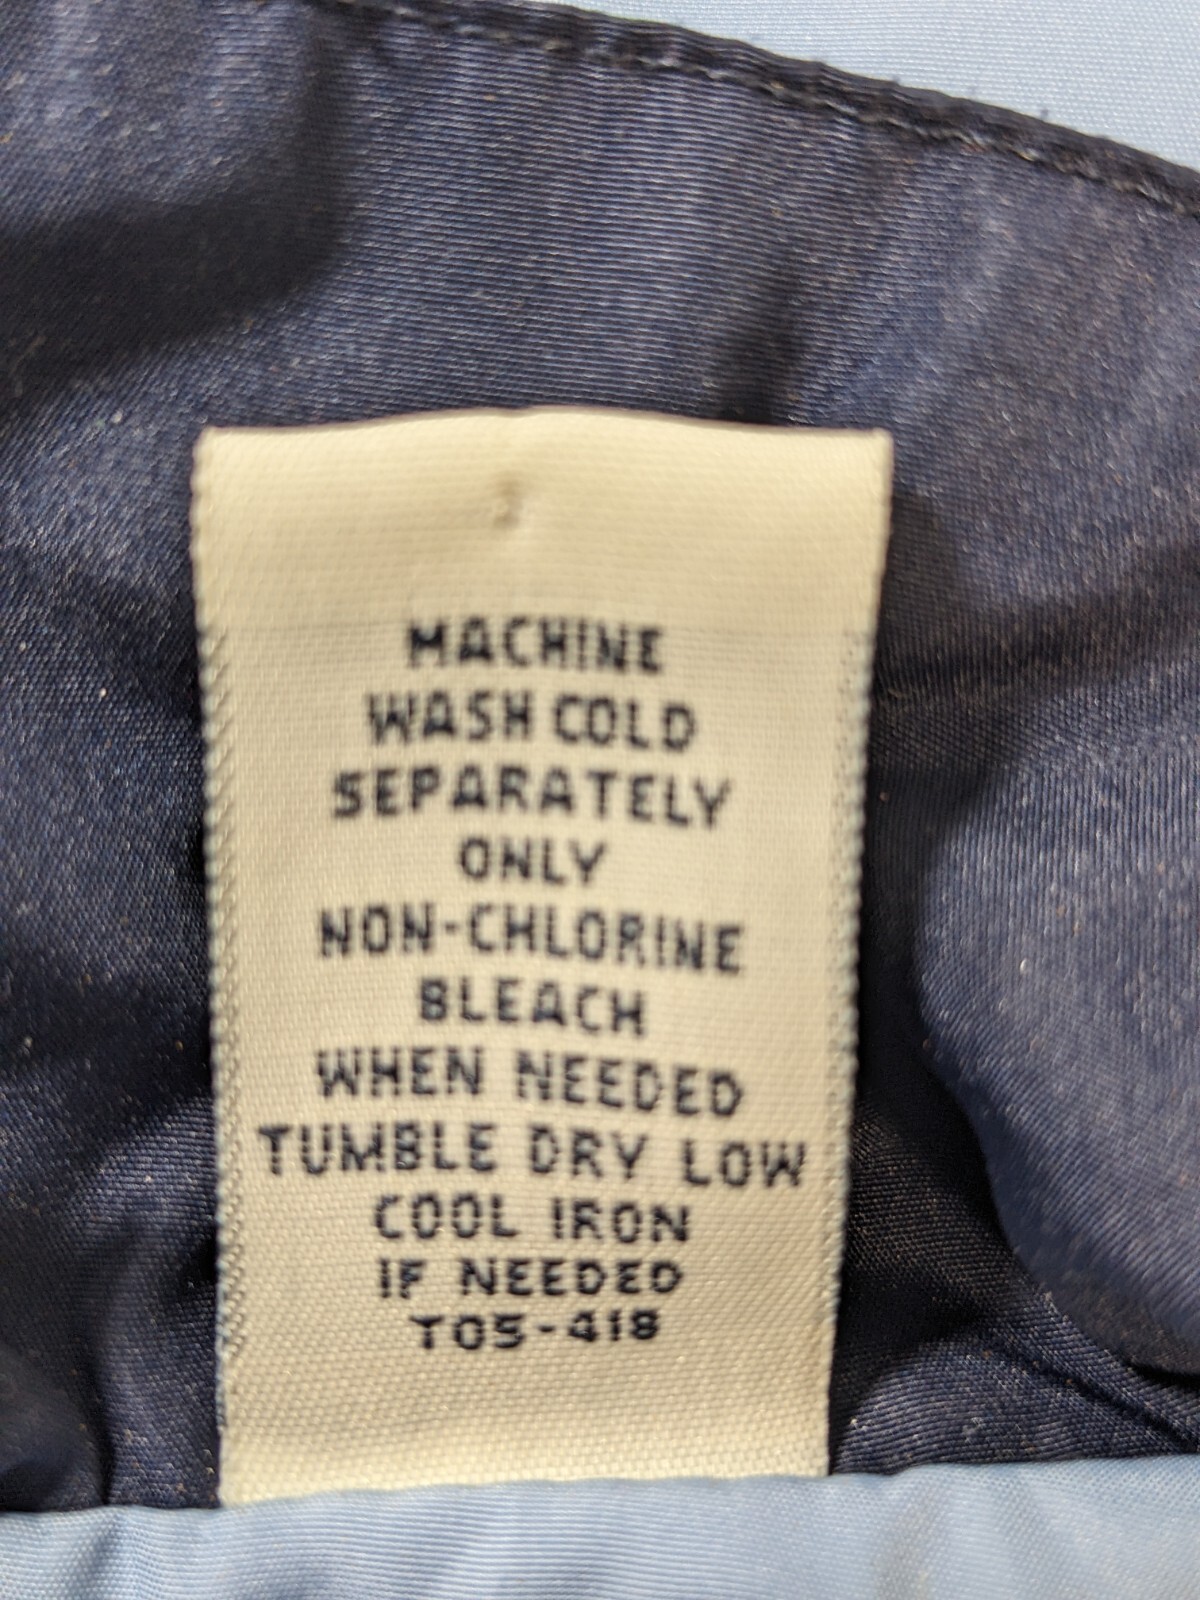 MACHINE
WASH COLD
SEPARATELY
ONLY
NON-CHLORINE
BLEACH
WHEN NEEDED
TUMBLE DRY LOW
COOL IRON
IF NEEDED
T05-418